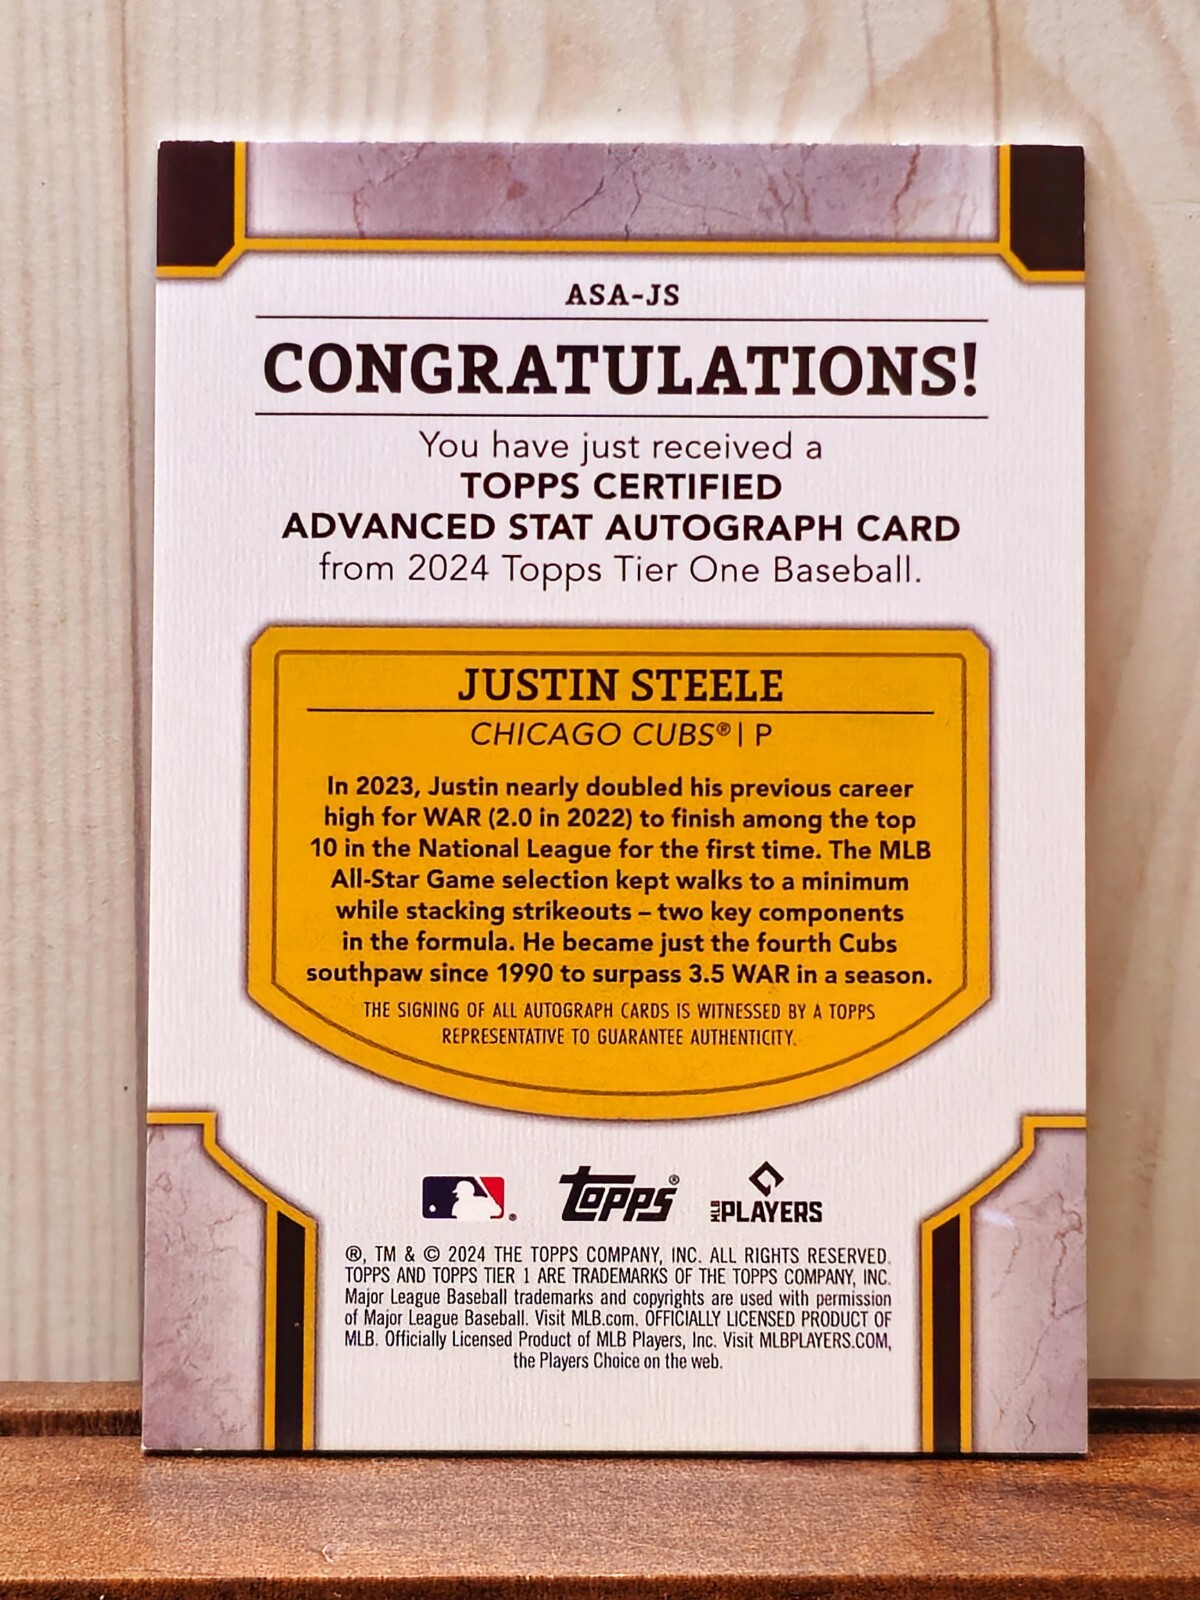 ASA-JS
CONGRATULATIONS!
You have just received a
TOPPS CERTIFIED
ADVANCED STAT AUTOGRAPH CARD
from 2024 Topps Tier One Baseball.
JUSTIN STEELE
CHICAGO CUBS® | P
In 2023, Justin nearly doubled his previous career
high for WAR (2.0 in 2022) to finish among the top
10 in the National League for the first time. The MLB
All-Star Game selection kept walks to a minimum
while stacking strikeouts – two key components
in the formula. He became just the fourth Cubs
southpaw since 1990 to surpass 3.5 WAR in a season.
THE SIGNING OF ALL AUTOGRAPH CARDS IS WITNESSED BY A TOPPS
REPRESENTATIVE TO GUARANTEE AUTHENTICITY.
® topps® MLB PLAYERS
®, TM & © 2024 THE TOPPS COMPANY, INC. ALL RIGHTS RESERVED.
TOPPS AND TOPPS TIER 1 ARE TRADEMARKS OF THE TOPPS COMPANY, INC.
Major League Baseball trademarks and copyrights are used with permission
of Major League Baseball. Visit MLB.com. OFFICIALLY LICENSED PRODUCT OF
MLB. Officially Licensed Product of MLB Players, Inc. Visit MLBPLAYERS.COM,
the Players Choice on the web.